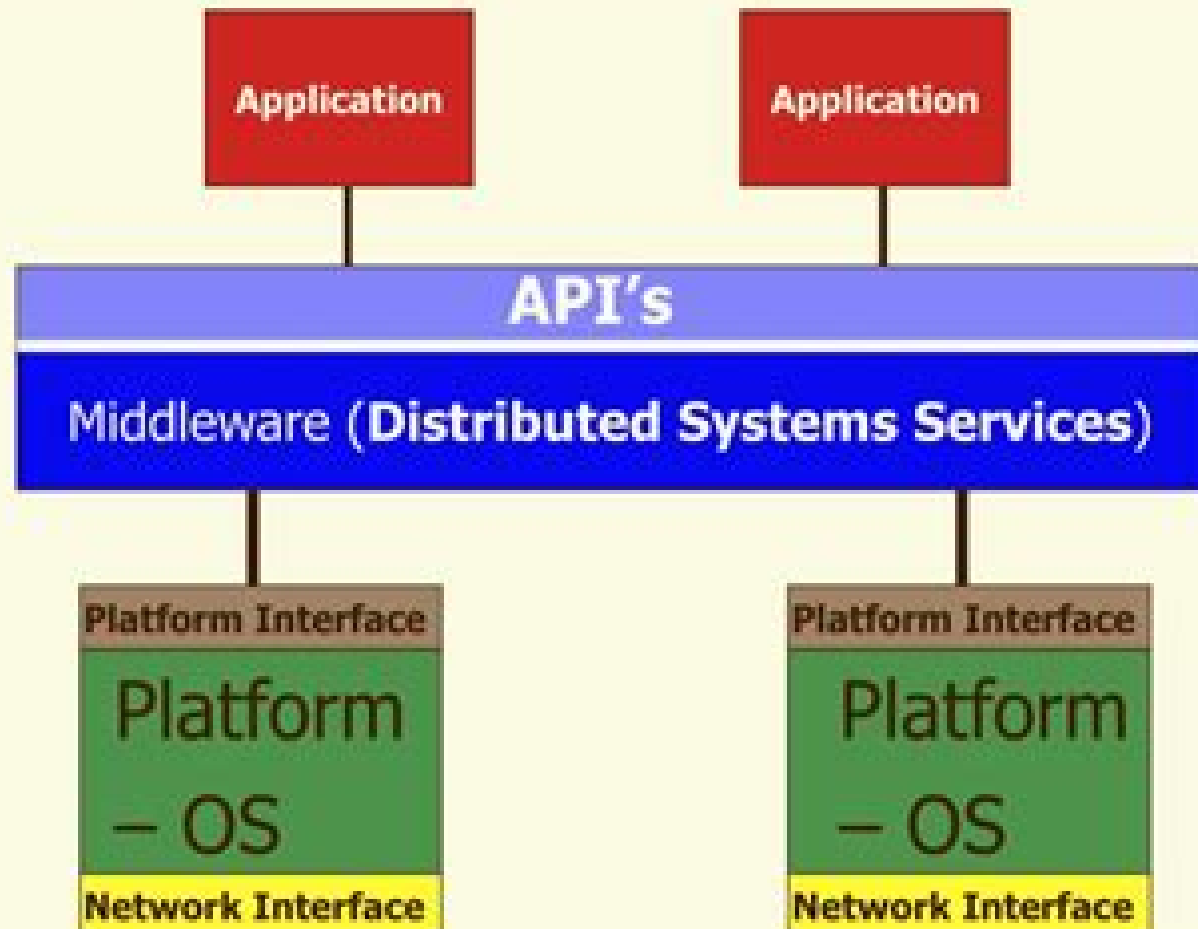 Application
Application
API's
Middleware (Distributed Systems Services)
Platform Interface
Platform
– OS
Network Interface
Platform Interface
Platform
– OS
Network Interface